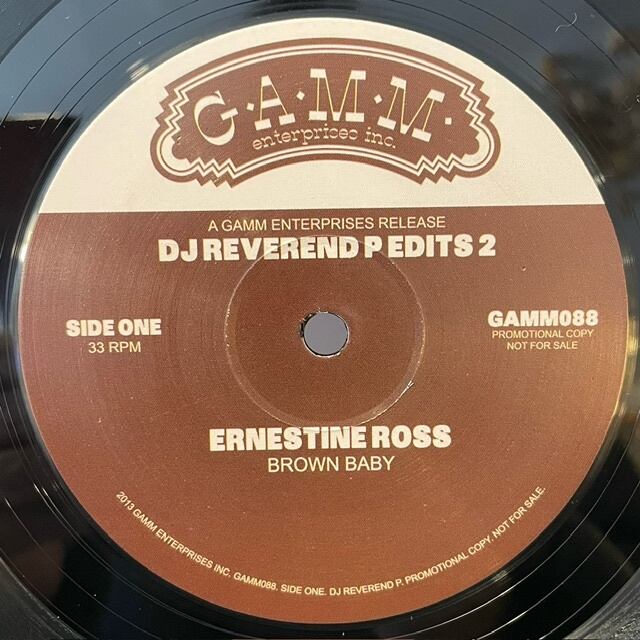 G·A·M·M·
enterprisec inc.
A GAMM ENTERPRISES RELEASE
DJ REVEREND P EDITS 2
SIDE ONE
33 RPM
GAMM088
PROMOTIONAL COPY
NOT FOR SALE
ERNESTINE ROSS
BROWN BABY
2013 GAMM ENTERPRISES INC. GAMM088. SIDE ONE. DJ REVEREND P. PROMOTIONAL COPY. NOT FOR SALE.